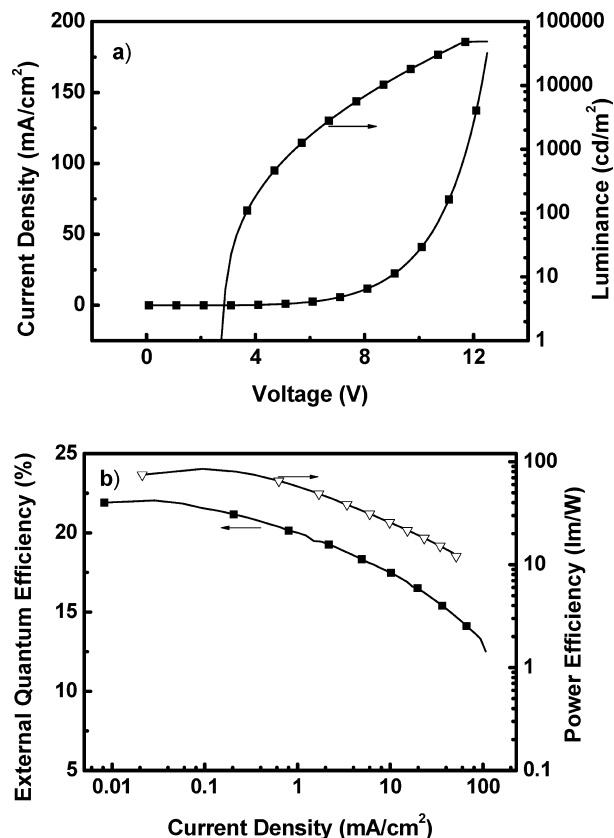 a)
Current Density (mA/cm²)
200
150
100
50
0
Luminance (cd/m²)
100000
10000
1000
100
10
1
0 4 8 12
Voltage (V)
b)
External Quantum Efficiency (%)
25
20
15
10
5
Power Efficiency (lm/W)
100
10
1
0.1
0.01 0.1 1 10 100
Current Density (mA/cm²)